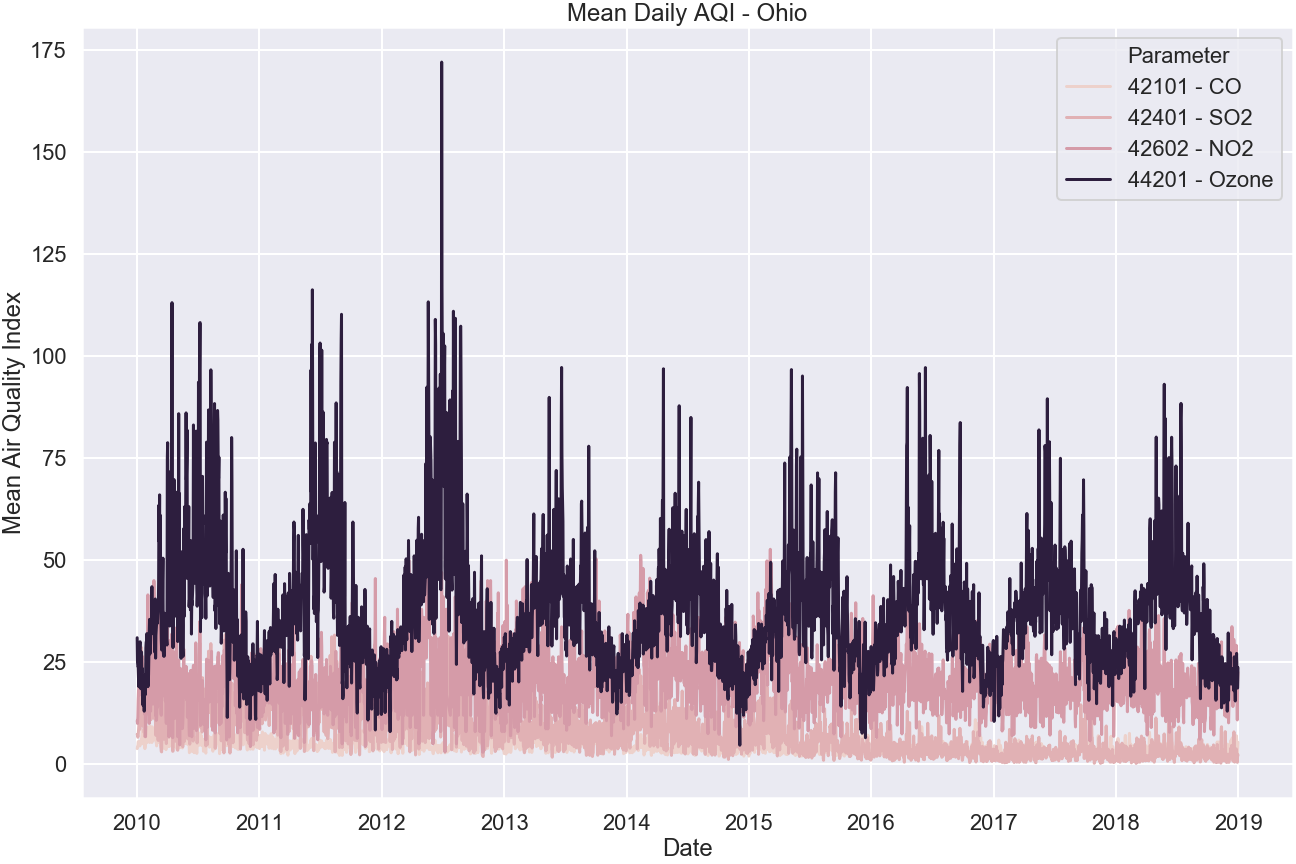 Mean Daily AQI - Ohio
Mean Air Quality Index
175
150
125
100
75
50
25
0
Parameter
42101 - CO
42401 - SO2
42602 - NO2
44201 - Ozone
2010 2011 2012 2013 2014 2015 2016 2017 2018 2019
Date